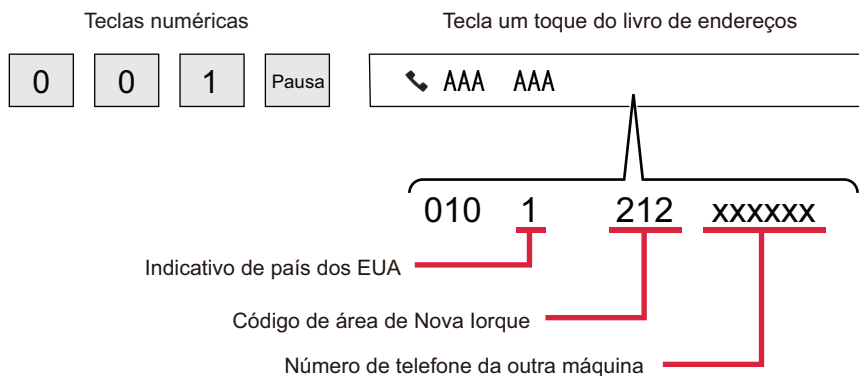 Teclas numéricas
Tecla um toque do livro de endereços
0 0 1 Pausa
AAA AAA
010 1 212 xxxxxx
Indicativo de país dos EUA
Código de área de Nova Iorque
Número de telefone da outra máquina